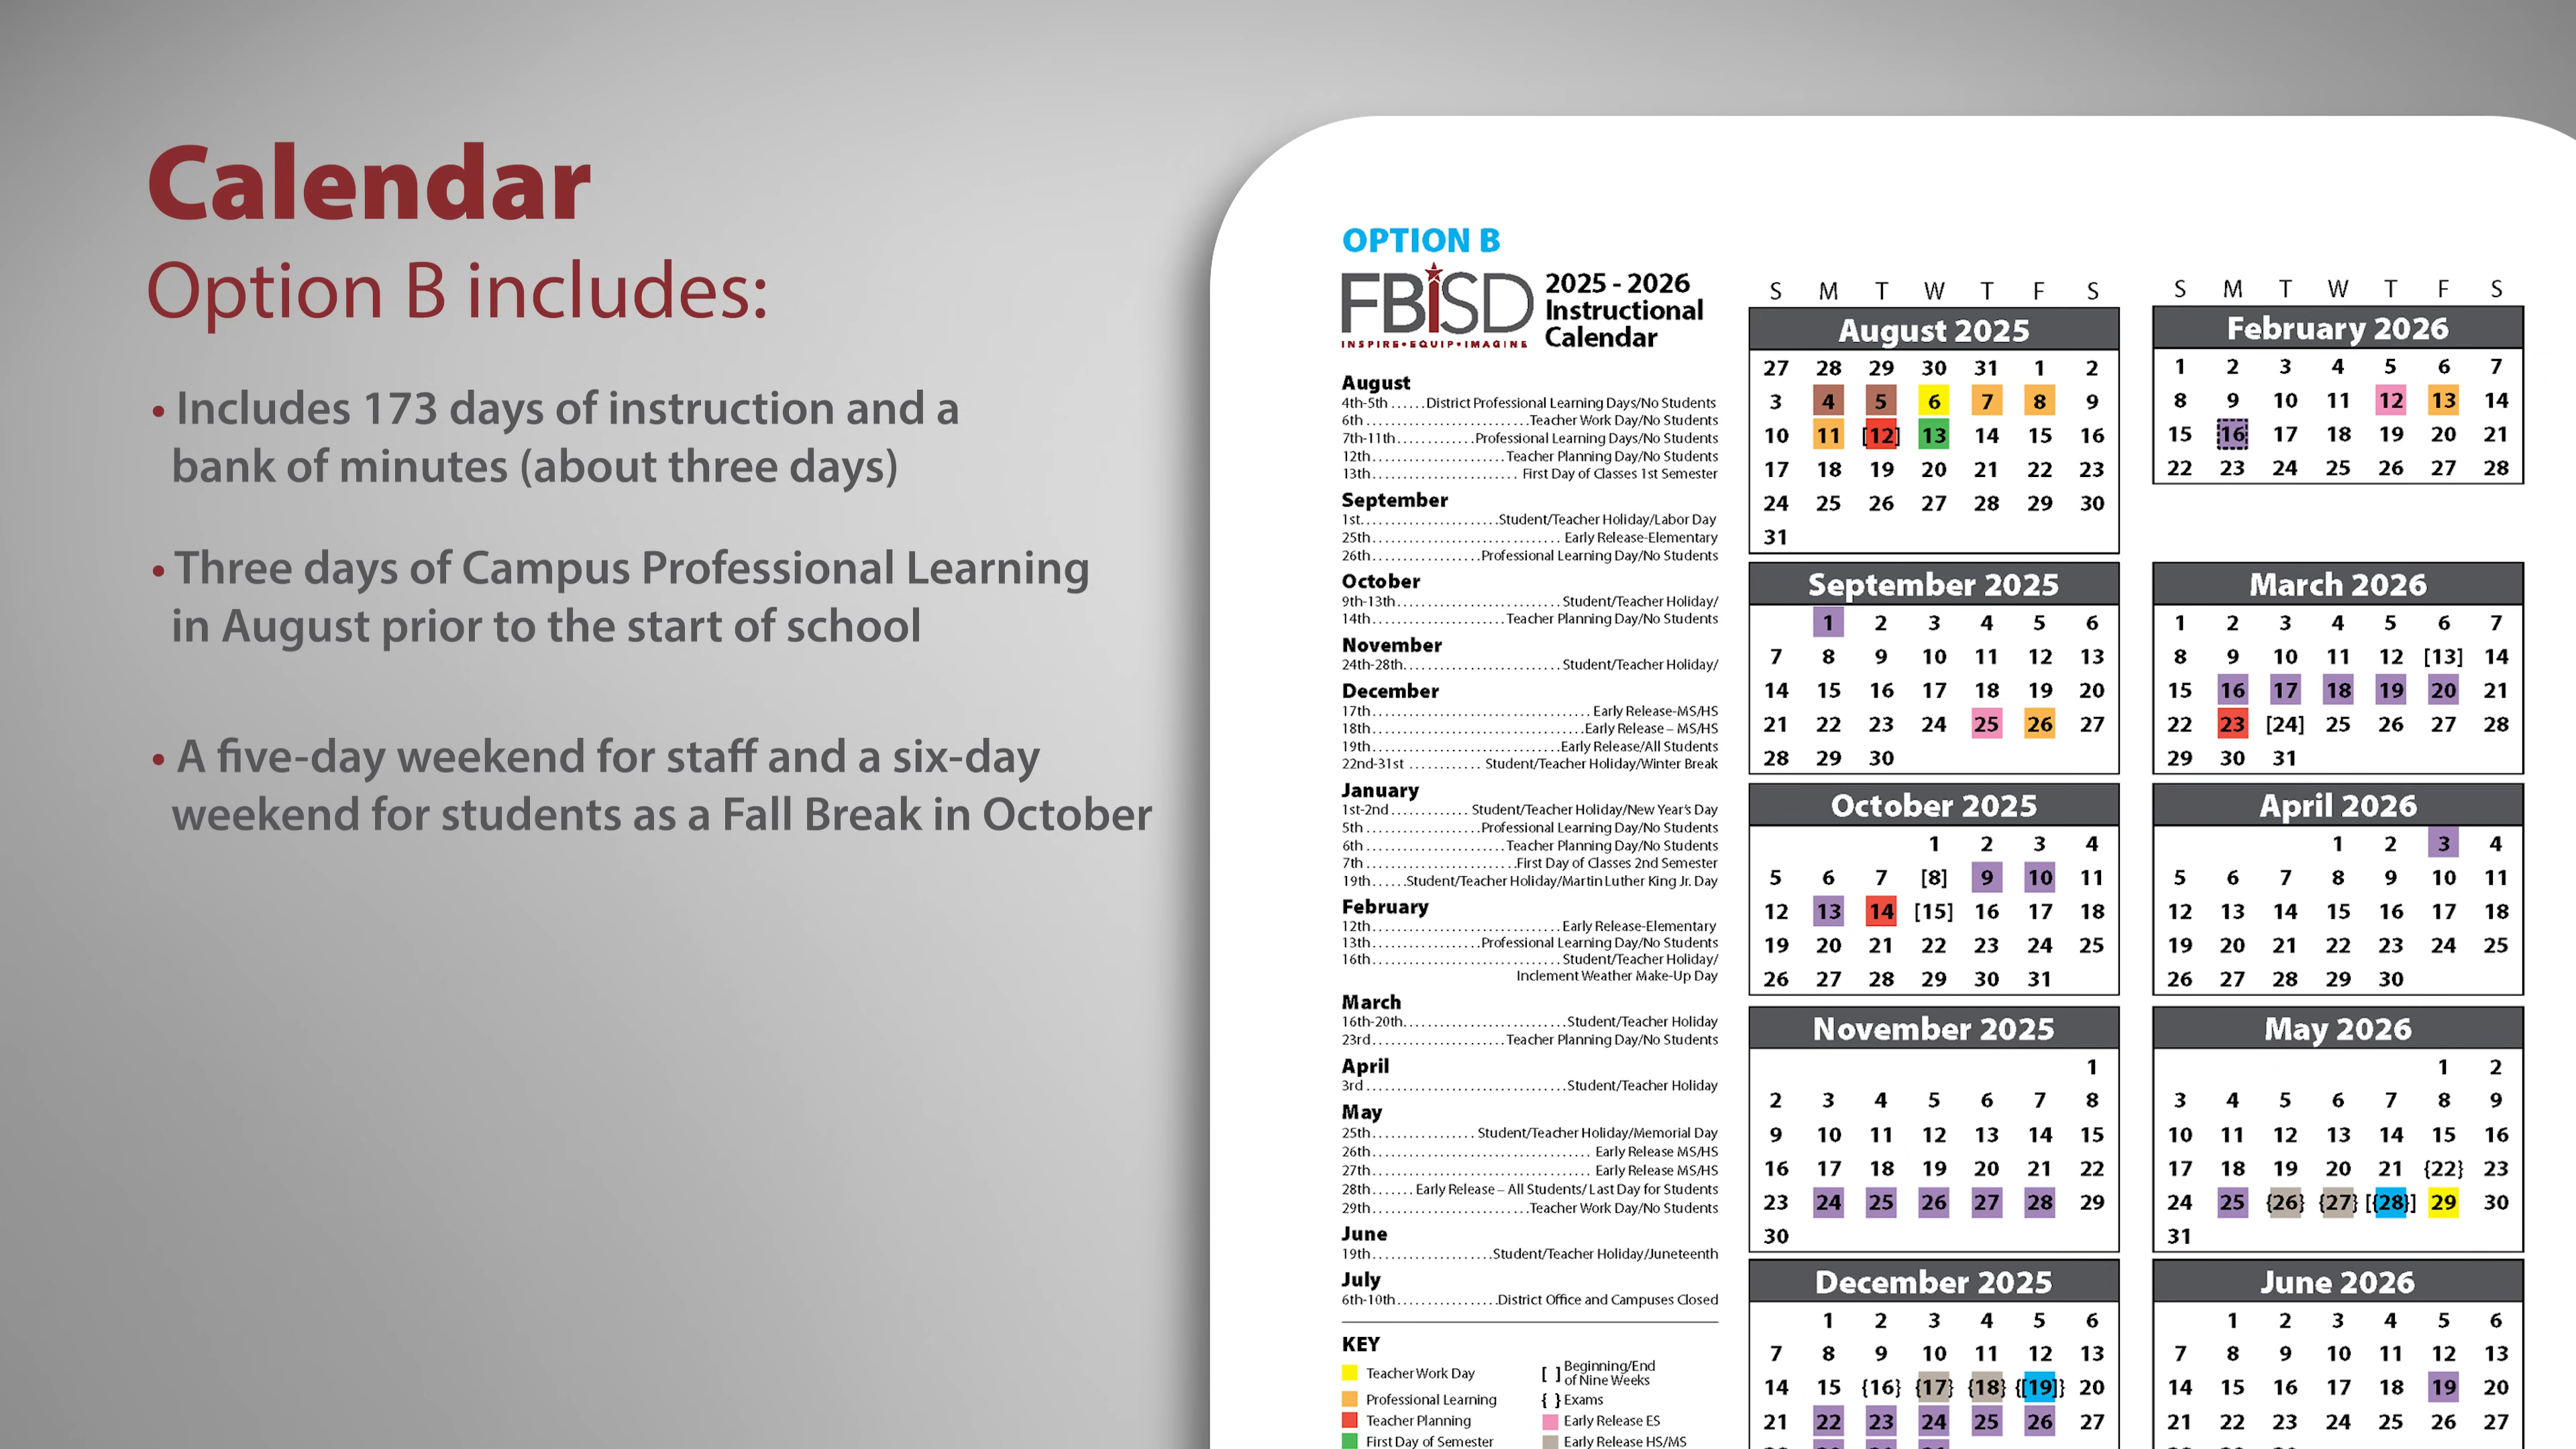 Calendar
Option B includes:
• Includes 173 days of instruction and a
bank of minutes (about three days)
• Three days of Campus Professional Learning
in August prior to the start of school
• A five-day weekend for staff and a six-day
weekend for students as a Fall Break in October
OPTION B
FBISD
INSPIRE•EQUIP•IMAGINE
2025 - 2026
Instructional
Calendar
August
4th-5th ......District Professional Learning Days/No Students
6th ............................Teacher Work Day/No Students
7th-11th.............Professional Learning Days/No Students
12th.......................Teacher Planning Day/No Students
13th......................... First Day of Classes 1st Semester
September
1st.......................Student/Teacher Holiday/Labor Day
25th................................ Early Release-Elementary
26th...................Professional Learning Day/No Students
October
9th-13th............................Student/Teacher Holiday/
14th.......................Teacher Planning Day/No Students
November
24th-28th...........................Student/Teacher Holiday/
December
17th..................................... Early Release-MS/HS
18th....................................Early Release – MS/HS
19th................................Early Release/All Students
22nd-31st ........... Student/Teacher Holiday/Winter Break
January
1st-2nd ............. Student/Teacher Holiday/New Year's Day
5th ...................Professional Learning Day/No Students
6th .......................Teacher Planning Day/No Students
7th ........................First Day of Classes 2nd Semester
19th......Student/Teacher Holiday/Martin Luther King Jr. Day
February
12th................................Early Release-Elementary
13th...................Professional Learning Day/No Students
16th................................Student/Teacher Holiday/
Inclement Weather Make-Up Day
March
16th-20th............................Student/Teacher Holiday
23rd.......................Teacher Planning Day/No Students
April
3rd .................................Student/Teacher Holiday
May
25th.................. Student/Teacher Holiday/Memorial Day
26th..................................... Early Release MS/HS
27th..................................... Early Release MS/HS
28th....... Early Release – All Students/ Last Day for Students
29th...........................Teacher Work Day/No Students
June
19th.....................Student/Teacher Holiday/Juneteenth
July
6th-10th.................District Office and Campuses Closed
KEY
Teacher Work Day
Professional Learning
Teacher Planning
First Day of Semester
[ ] Beginning/End
of Nine Weeks
{ } Exams
Early Release ES
Early Release HS/MS
S M T W T F S
August 2025
27 28 29 30 31 1 2
3 4 5 6 7 8 9
10 11 [12] 13 14 15 16
17 18 19 20 21 22 23
24 25 26 27 28 29 30
31
September 2025
1 2 3 4 5 6
7 8 9 10 11 12 13
14 15 16 17 18 19 20
21 22 23 24 25 26 27
28 29 30
October 2025
1 2 3 4
5 6 7 [8] 9 10 11
12 13 14 [15] 16 17 18
19 20 21 22 23 24 25
26 27 28 29 30 31
November 2025
1
2 3 4 5 6 7 8
9 10 11 12 13 14 15
16 17 18 19 20 21 22
23 24 25 26 27 28 29
30
December 2025
1 2 3 4 5 6
7 8 9 10 11 12 13
14 15 {16} {17} {18} {[19]} 20
21 22 23 24 25 26 27
S M T W T F S
February 2026
1 2 3 4 5 6 7
8 9 10 11 12 13 14
15 16 17 18 19 20 21
22 23 24 25 26 27 28
March 2026
1 2 3 4 5 6 7
8 9 10 11 12 [13] 14
15 16 17 18 19 20 21
22 23 [24] 25 26 27 28
29 30 31
April 2026
1 2 3 4
5 6 7 8 9 10 11
12 13 14 15 16 17 18
19 20 21 22 23 24 25
26 27 28 29 30
May 2026
1 2
3 4 5 6 7 8 9
10 11 12 13 14 15 16
17 18 19 20 21 {22} 23
24 25 {26} {27} [{28}] 29 30
31
June 2026
1 2 3 4 5 6
7 8 9 10 11 12 13
14 15 16 17 18 19 20
21 22 23 24 25 26 27